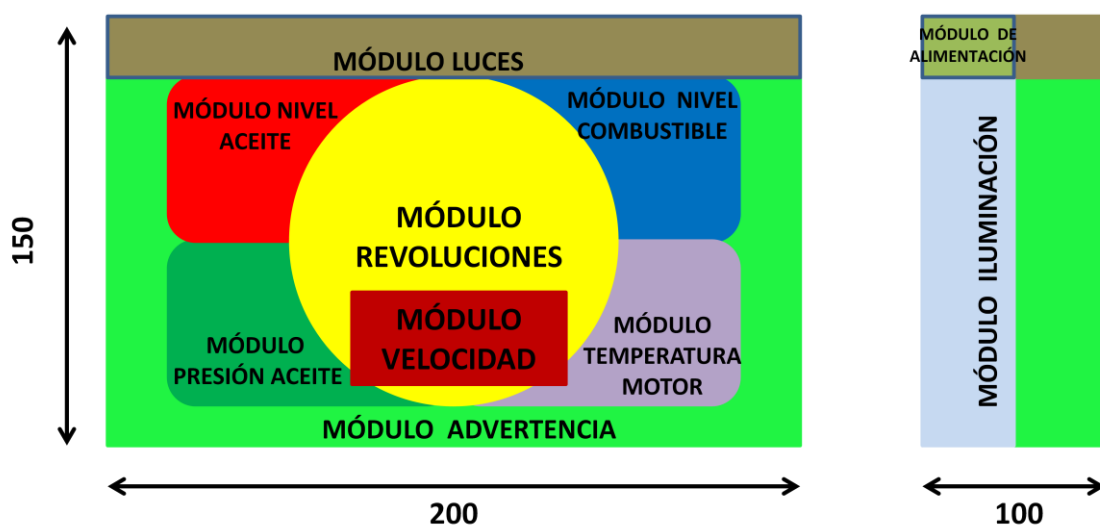 MÓDULO LUCES
MÓDULO NIVEL
ACEITE
MÓDULO NIVEL
COMBUSTIBLE
MÓDULO
REVOLUCIONES
MÓDULO
VELOCIDAD
MÓDULO
PRESIÓN ACEITE
MÓDULO
TEMPERATURA
MOTOR
MÓDULO ADVERTENCIA
150
200
MÓDULO DE
ALIMENTACIÓN
MÓDULO ILUMINACIÓN
100